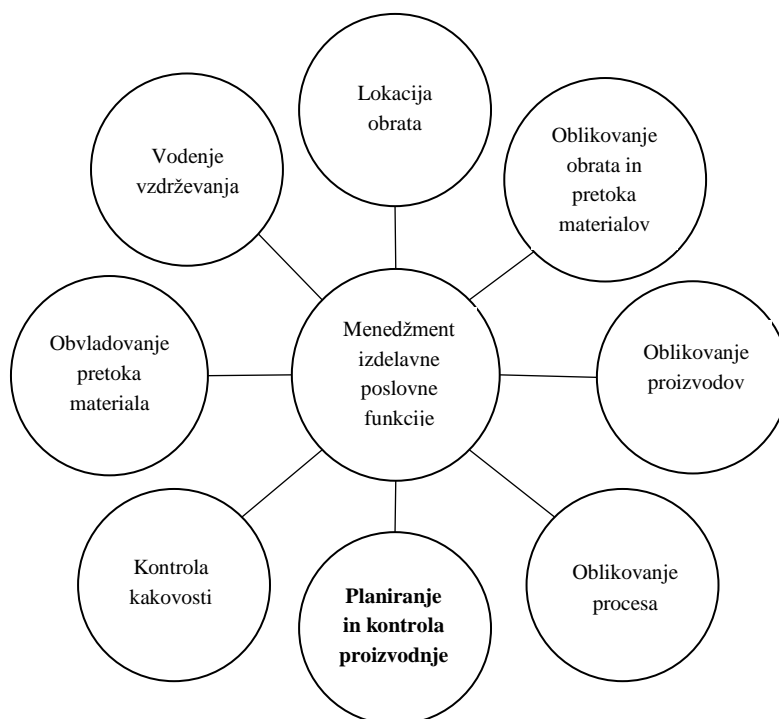 Lokacija
obrata
Oblikovanje
obrata in
pretoka
materialov
Oblikovanje
proizvodov
Oblikovanje
procesa
Planiranje
in kontrola
proizvodnje
Kontrola
kakovosti
Obvladovanje
pretoka
materiala
Vodenje
vzdrževanja
Menedžment
izdelavne
poslovne
funkcije